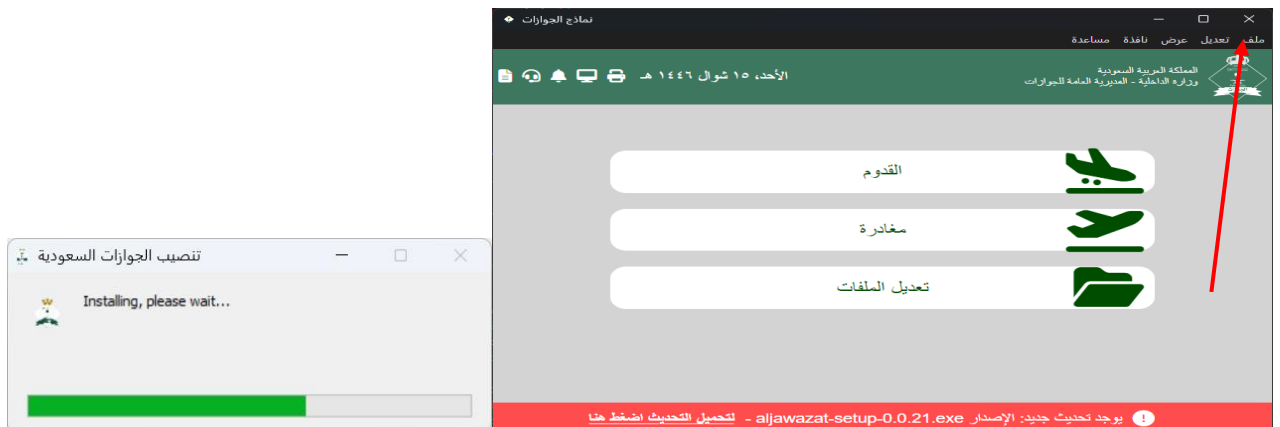 نماذج الجوازات
ملف تعديل عرض نافذة مساعدة
المملكة العربية السعودية
وزارة الداخلية - المديرية العامة للجوازات
الأحد، ١٥ شوال ١٤٤٦ هـ
القدوم
مغادرة
تعديل الملفات
يوجد تحديث جديد: الإصدار aljawazat-setup-0.0.21.exe - لتحميل التحديث اضغط هنا
تنصيب الجوازات السعودية
Installing, please wait...